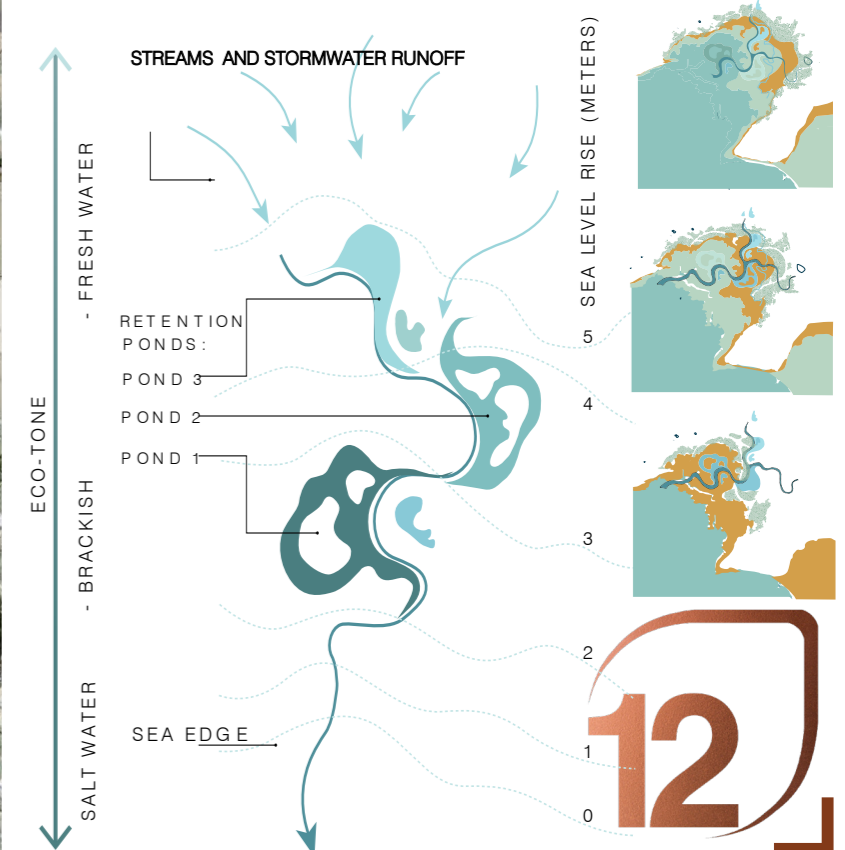 STREAMS AND STORMWATER RUNOFF
SEA LEVEL RISE (METERS)
- FRESH WATER
RETENTION
PONDS:
POND 3
POND 2
POND 1
ECO-TONE
- BRACKISH
SALT WATER
SEA EDGE
5
4
3
2
1
0
12